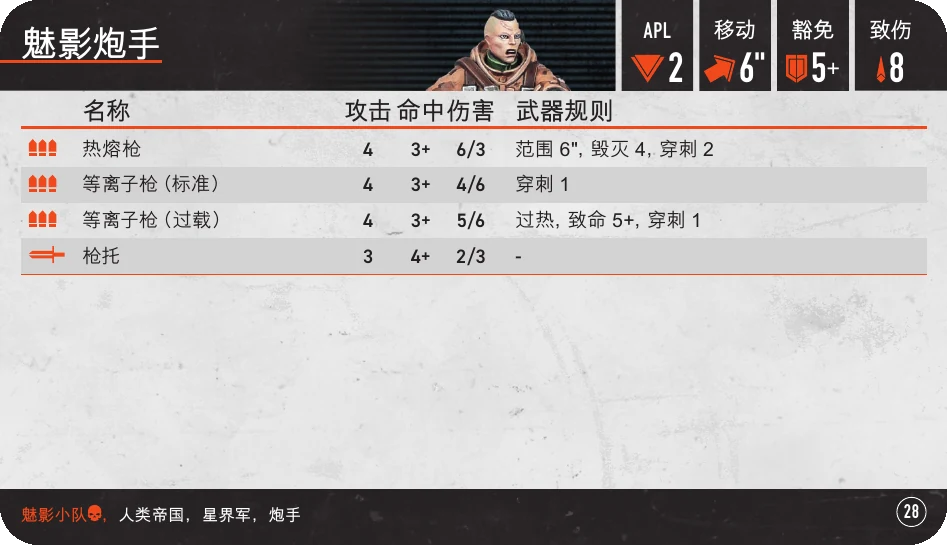 魅影炮手
APL 移动 豁免 致伤
2 6" 5+ 8
名称 攻击 命中 伤害 武器规则
热熔枪 4 3+ 6/3 范围 6", 毁灭 4, 穿刺 2
等离子枪（标准） 4 3+ 4/6 穿刺 1
等离子枪（过载） 4 3+ 5/6 过热, 致命 5+, 穿刺 1
枪托 3 4+ 2/3 -
魅影小队, 人类帝国, 星界军, 炮手 28